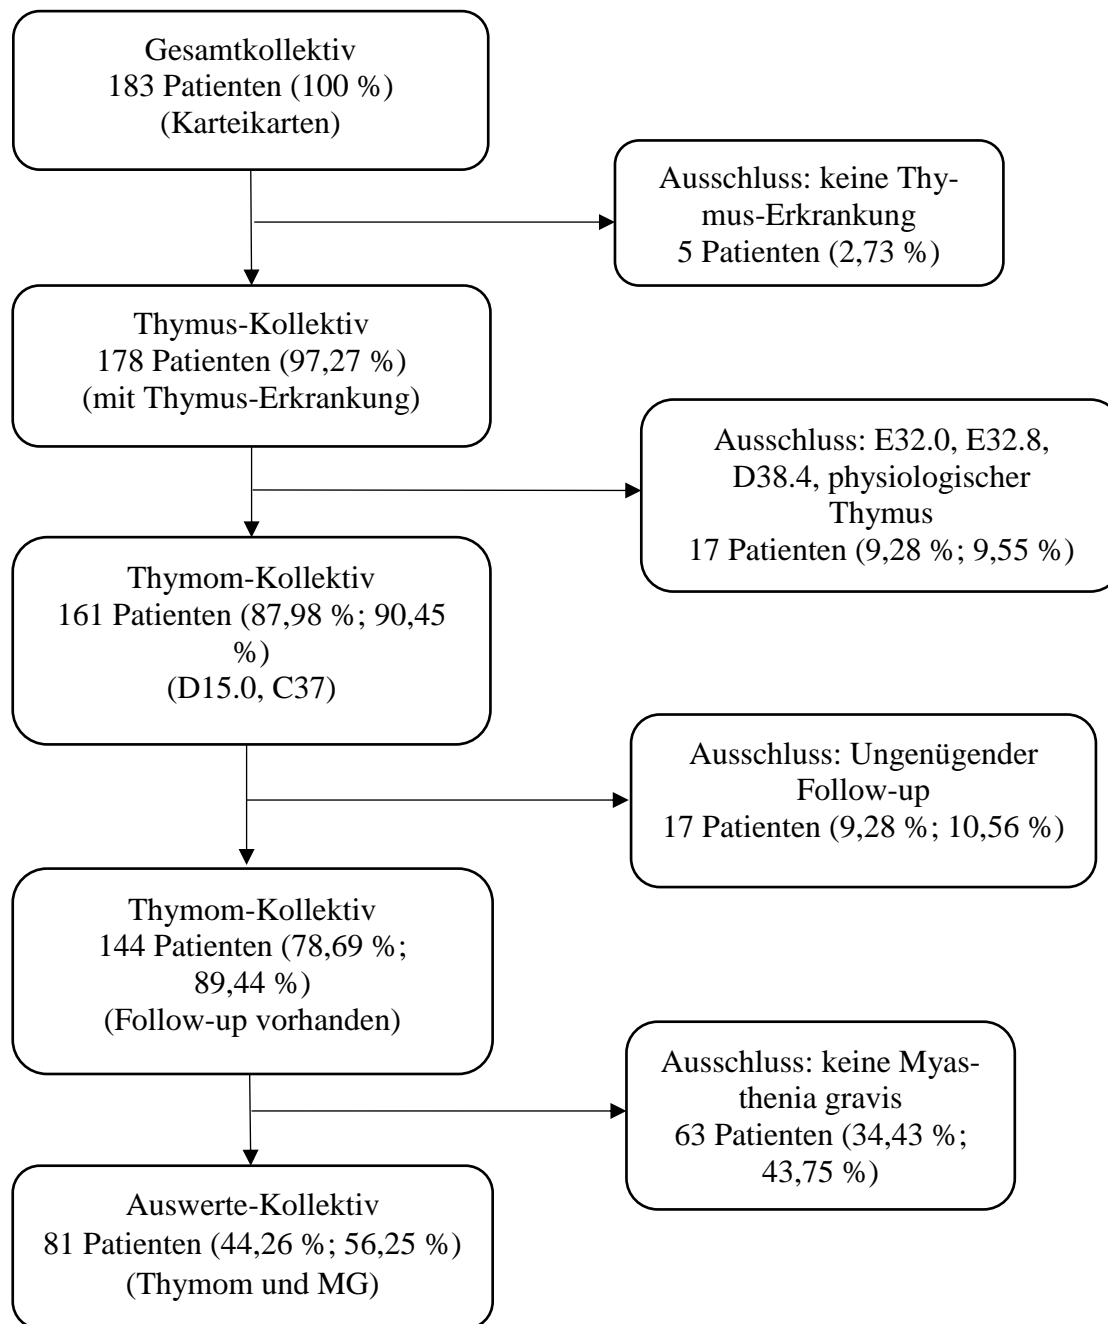 Gesamtkollektiv
183 Patienten (100 %)
(Karteikarten)
Ausschluss: keine Thy-
mus-Erkrankung
5 Patienten (2,73 %)
Thymus-Kollektiv
178 Patienten (97,27 %)
(mit Thymus-Erkrankung)
Ausschluss: E32.0, E32.8,
D38.4, physiologischer
Thymus
17 Patienten (9,28 %; 9,55 %)
Thymom-Kollektiv
161 Patienten (87,98 %; 90,45
%)
(D15.0, C37)
Ausschluss: Ungenügender
Follow-up
17 Patienten (9,28 %; 10,56 %)
Thymom-Kollektiv
144 Patienten (78,69 %;
89,44 %)
(Follow-up vorhanden)
Ausschluss: keine Myas-
thenia gravis
63 Patienten (34,43 %;
43,75 %)
Auswerte-Kollektiv
81 Patienten (44,26 %; 56,25 %)
(Thymom und MG)